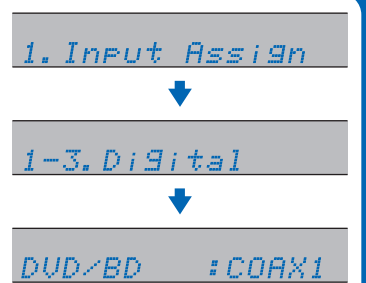 1. Input Assign
1-3. Digital
DVD/BD :COAX1